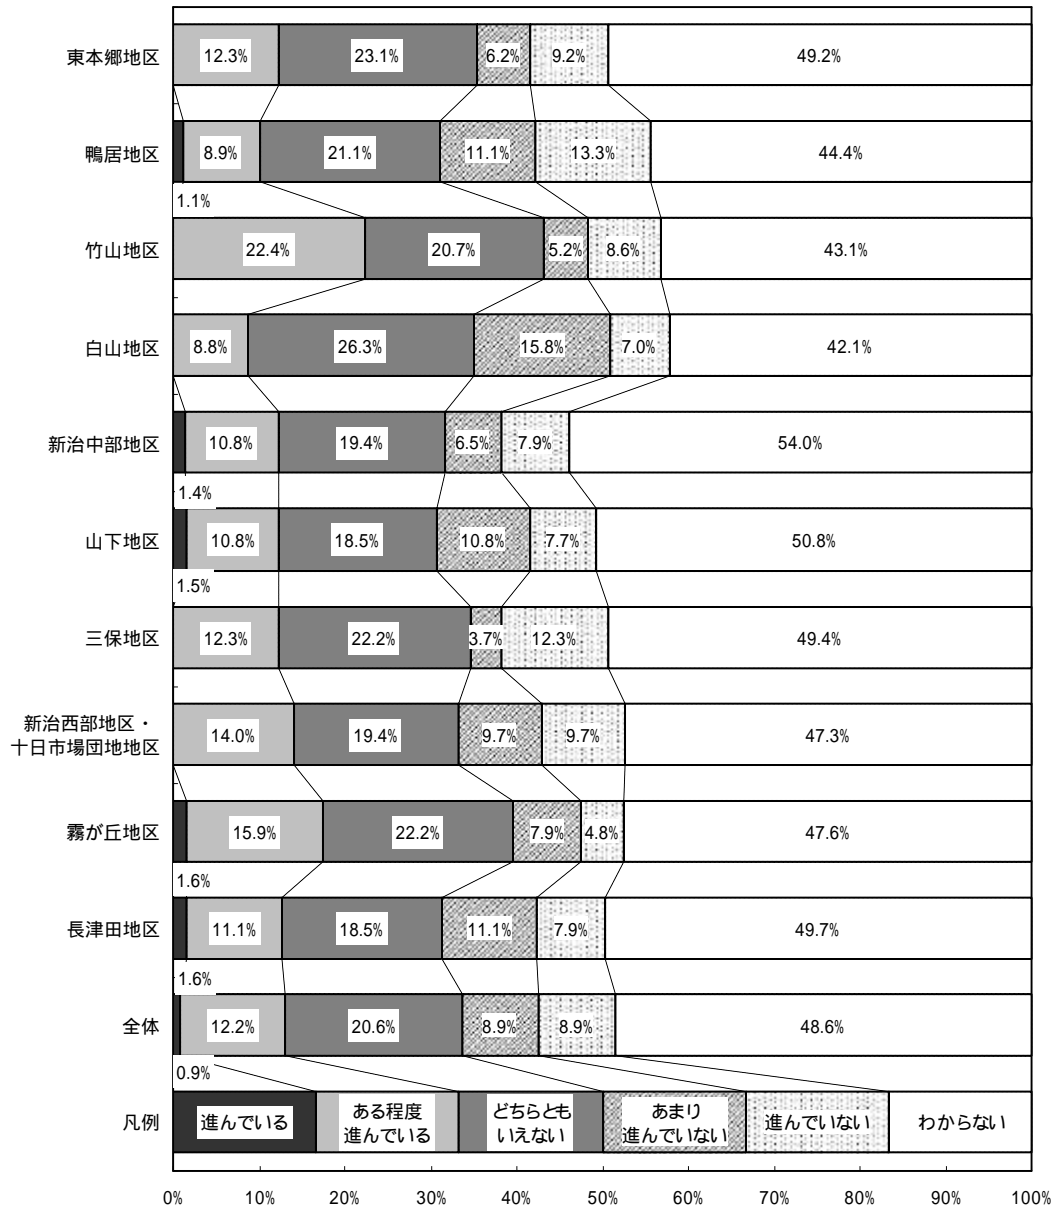 東本郷地区 12.3% 23.1% 6.2% 9.2% 49.2%
鴨居地区 8.9% 21.1% 11.1% 13.3% 44.4%
1.1%
竹山地区 22.4% 20.7% 5.2% 8.6% 43.1%
白山地区 8.8% 26.3% 15.8% 7.0% 42.1%
新治中部地区 10.8% 19.4% 6.5% 7.9% 54.0%
1.4%
山下地区 10.8% 18.5% 10.8% 7.7% 50.8%
1.5%
三保地区 12.3% 22.2% 3.7% 12.3% 49.4%
新治西部地区・
十日市場団地地区 14.0% 19.4% 9.7% 9.7% 47.3%
霧が丘地区 15.9% 22.2% 7.9% 4.8% 47.6%
1.6%
長津田地区 11.1% 18.5% 11.1% 7.9% 49.7%
1.6%
全体 12.2% 20.6% 8.9% 8.9% 48.6%
0.9%
凡例
進んでいる
ある程度
進んでいる
どちらとも
いえない
あまり
進んでいない
進んでいない
わからない
0% 10% 20% 30% 40% 50% 60% 70% 80% 90% 100%